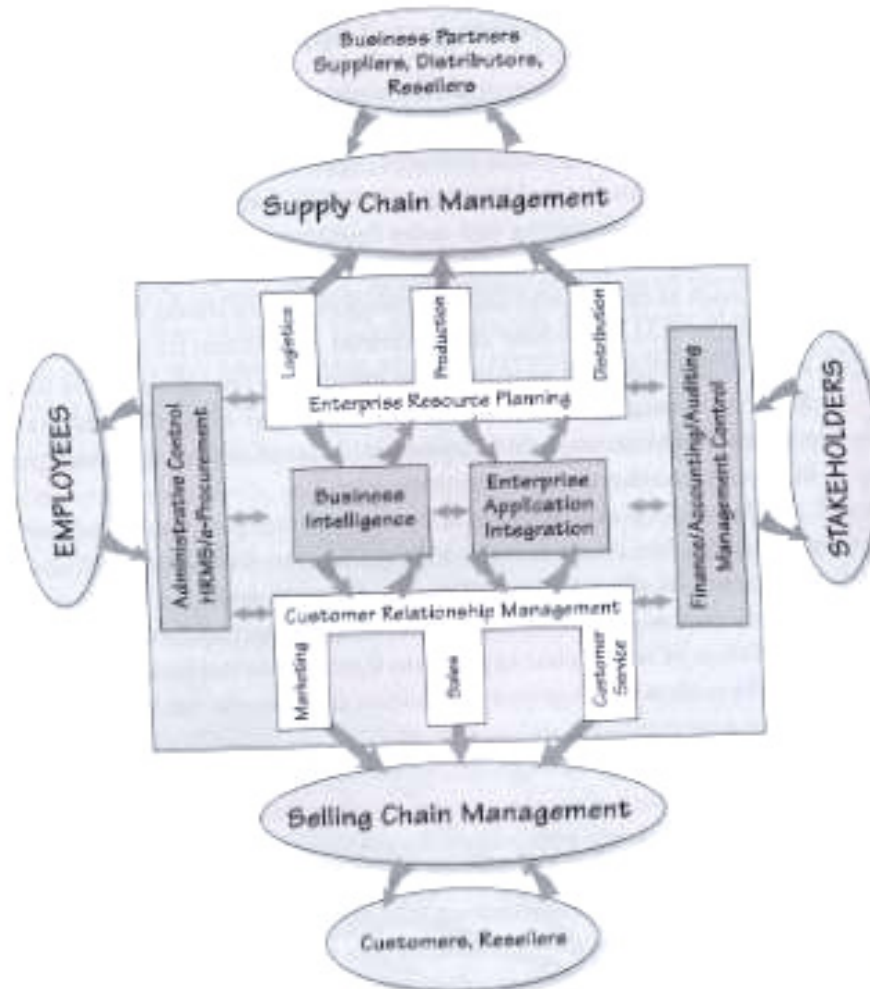 Business Partners
Suppliers, Distributors,
Resellers
Supply Chain Management
Logistics
Production
Distribution
Enterprise Resource Planning
EMPLOYEES
Administrative Control
HRMS/e-Procurement
Business
Intelligence
Enterprise
Application
Integration
Finance/Accounting/Auditing
Management Control
STAKEHOLDERS
Customer Relationship Management
Marketing
Sales
Customer
Service
Selling Chain Management
Customers, Resellers